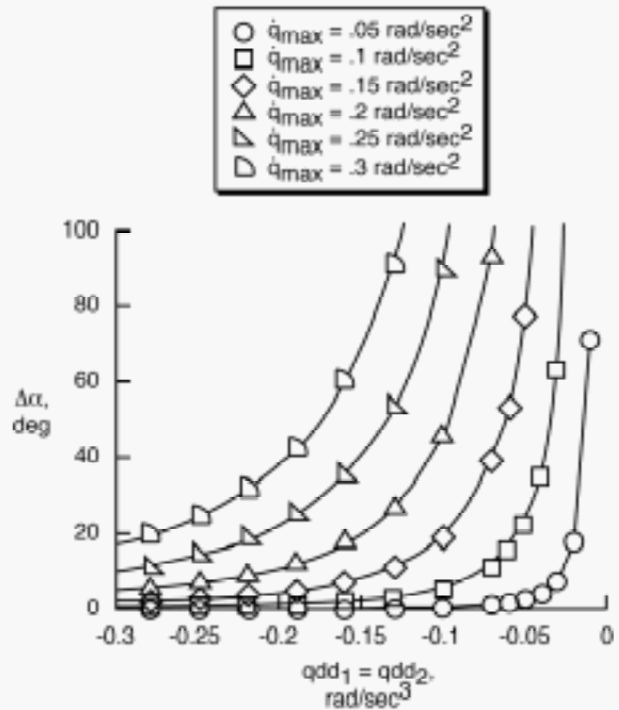 q̇max = .05 rad/sec²
q̇max = .1 rad/sec²
q̇max = .15 rad/sec²
q̇max = .2 rad/sec²
q̇max = .25 rad/sec²
q̇max = .3 rad/sec²
100
80
60
Δα,
deg
40
20
0
-0.3 -0.25 -0.2 -0.15 -0.1 -0.05 0
qdd₁ = qdd₂,
rad/sec³